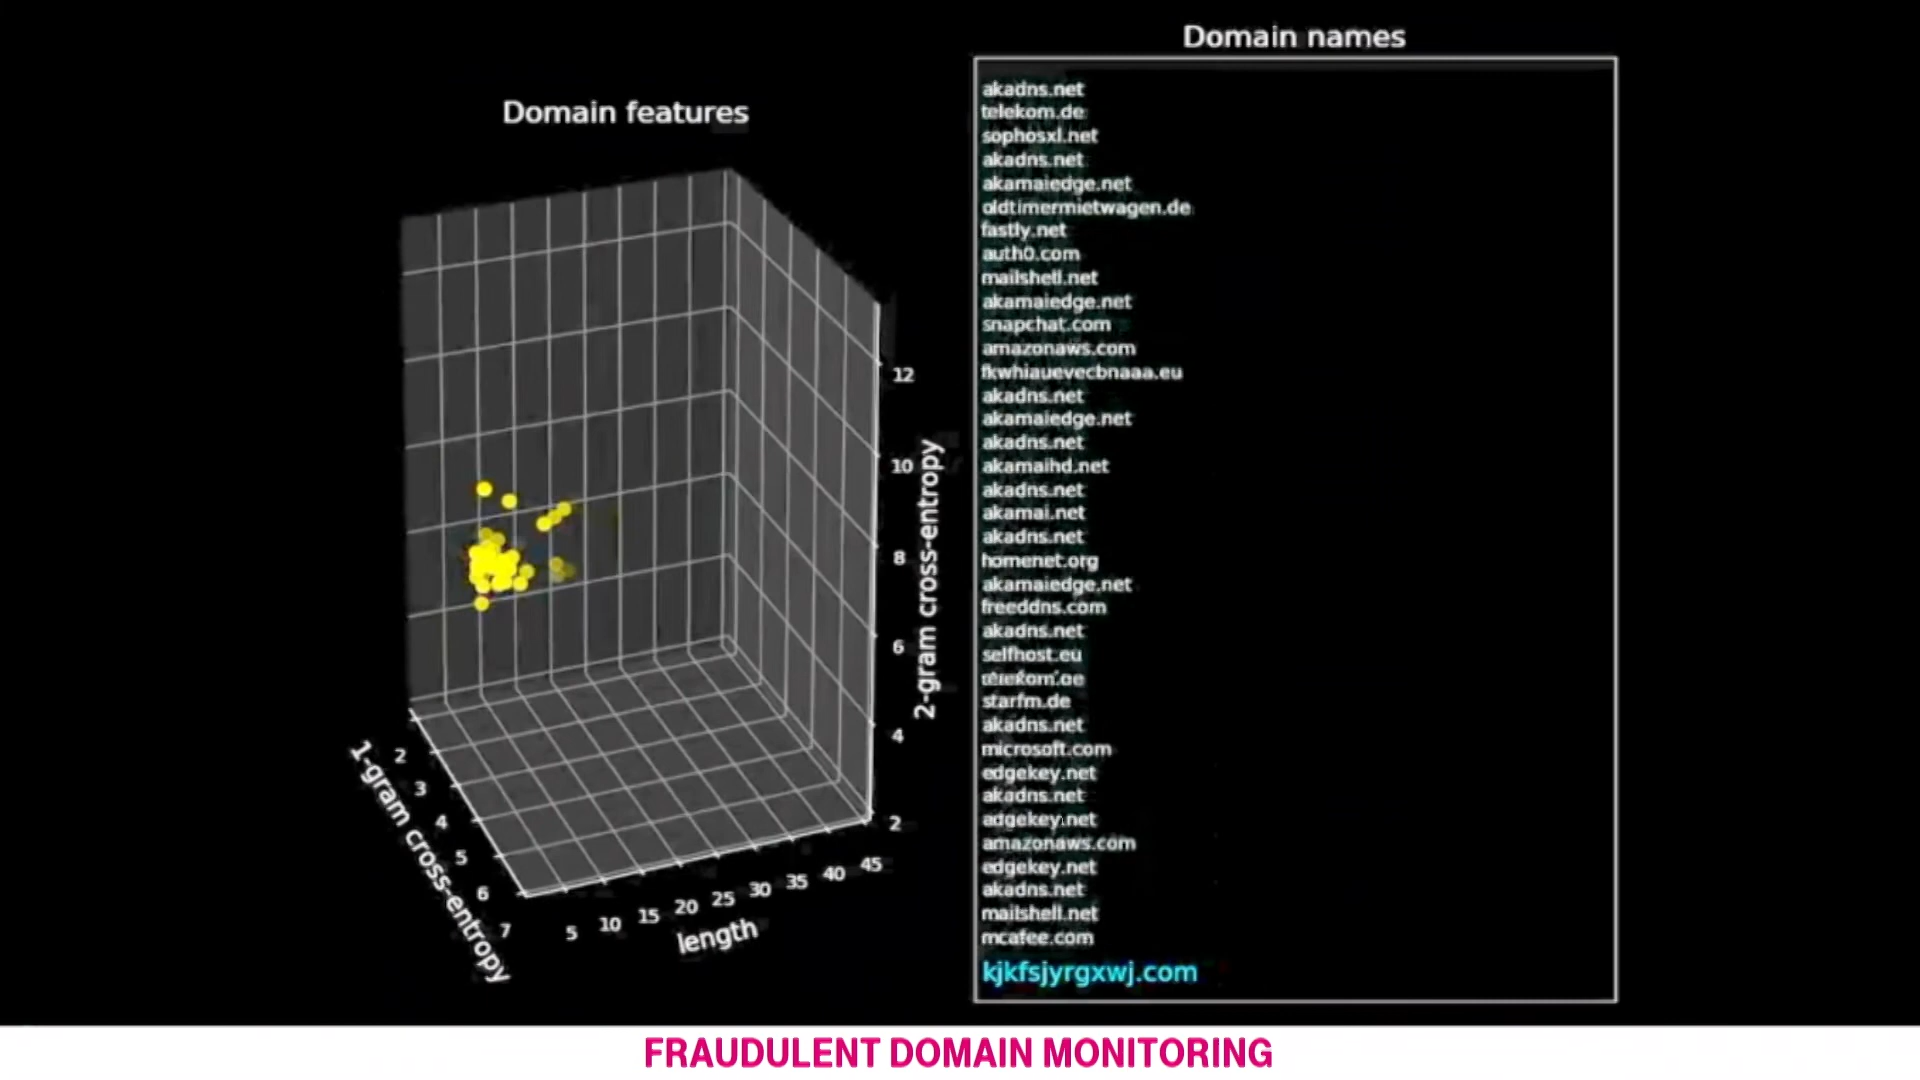 Domain names
Domain features
akadns.net
telekom.de
sophosxl.net
akadns.net
akamaiedge.net
oldtimermietwagen.de
fastly.net
auth0.com
mailshell.net
akamaiedge.net
snapchat.com
amazonaws.com
fkwhiauevecbnaaa.eu
akadns.net
akamaiedge.net
akadns.net
akamaihd.net
akadns.net
akamai.net
akadns.net
homenet.org
akamaiedge.net
freeddns.com
akadns.net
selfhost.eu
starfm.de
akadns.net
microsoft.com
edgekey.net
akadns.net
adgekey.net
amazonaws.com
edgekey.net
akadns.net
mailshell.net
mcafee.com
kjkfsjyrgxwj.com
12
10
8
6
4
2
2-gram cross-entropy
2
3
4
5
6
7
1-gram cross-entropy
5
10
15
20
25
30
35
40
45
length
FRAUDULENT DOMAIN MONITORING